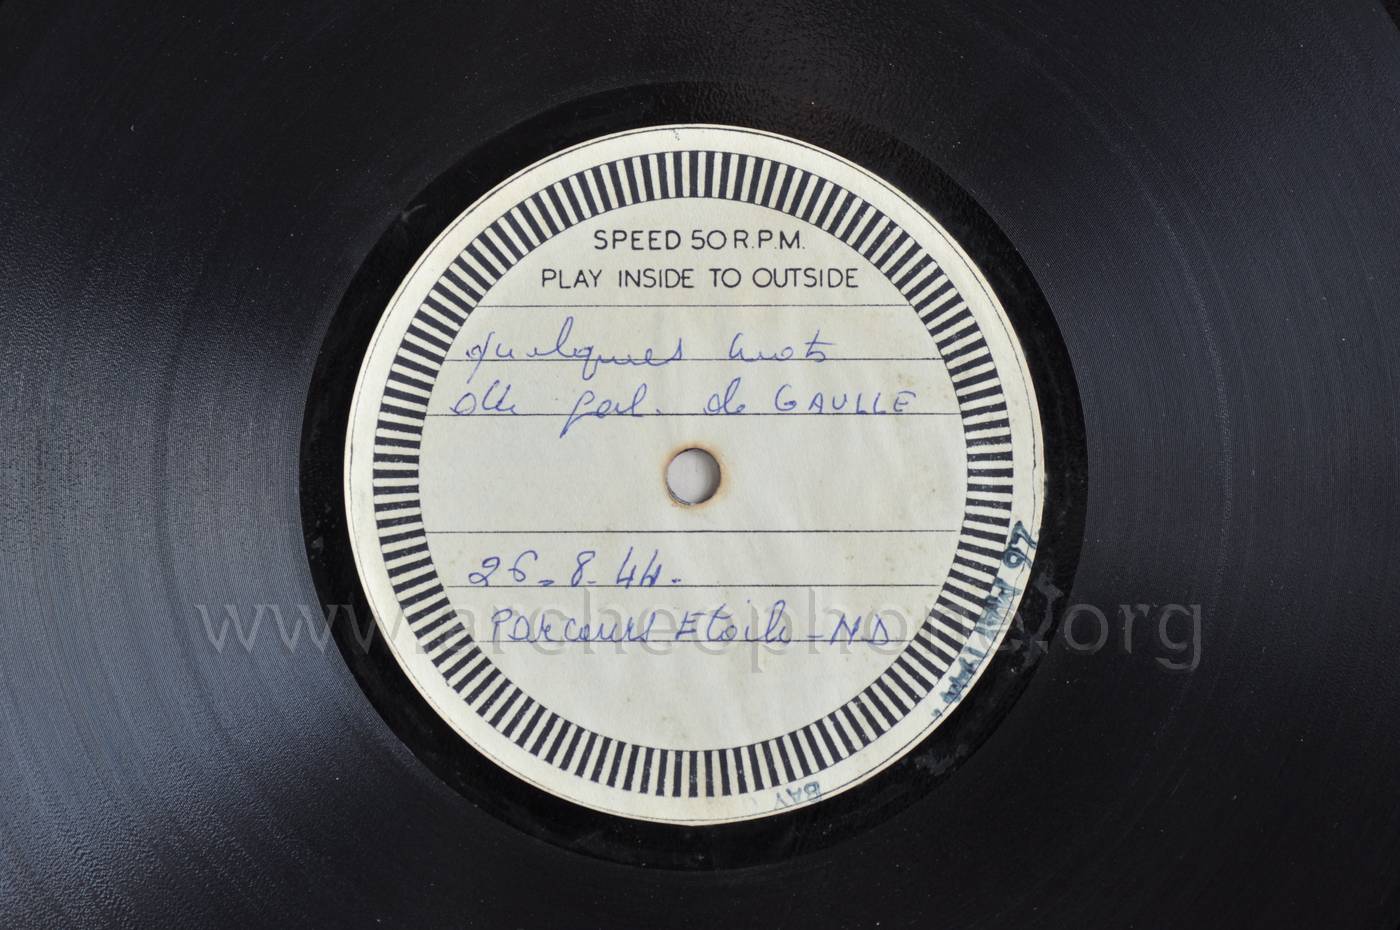 SPEED 50 R.P.M.
PLAY INSIDE TO OUTSIDE
quelques mots
du gal. de GAULLE
26-8-44.
Parcours Etoile-ND
www.archeophone.org
BAY